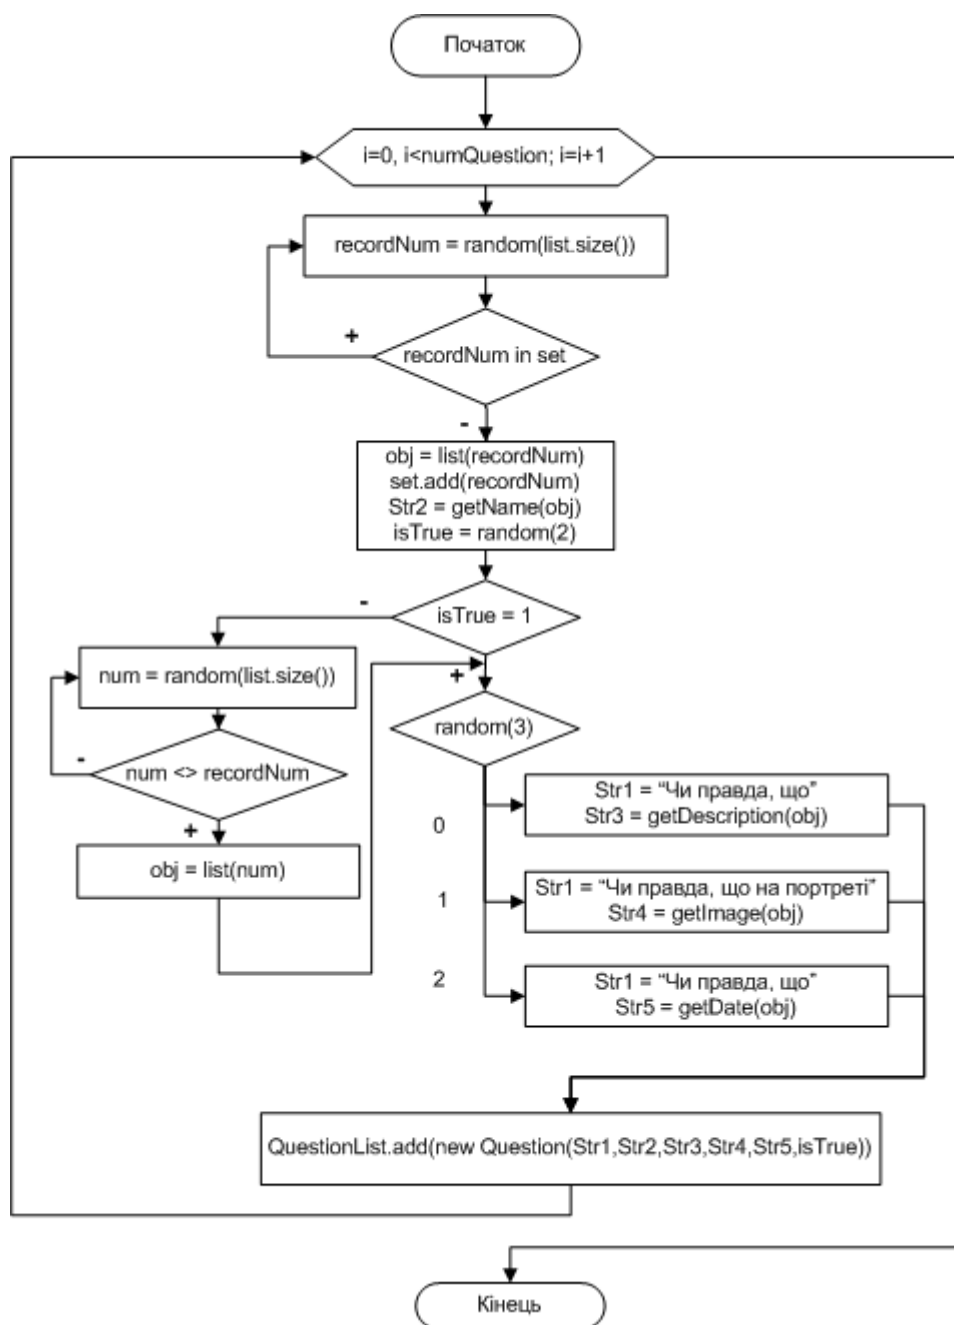 Початок
i=0, i<numQuestion; i=i+1
recordNum = random(list.size())
+
recordNum in set
-
obj = list(recordNum)
set.add(recordNum)
Str2 = getName(obj)
isTrue = random(2)
-
isTrue = 1
+
num = random(list.size())
-
num <> recordNum
+
obj = list(num)
random(3)
0
Str1 = “Чи правда, що”
Str3 = getDescription(obj)
1
Str1 = “Чи правда, що на портреті”
Str4 = getImage(obj)
2
Str1 = “Чи правда, що”
Str5 = getDate(obj)
QuestionList.add(new Question(Str1,Str2,Str3,Str4,Str5,isTrue))
Кінець